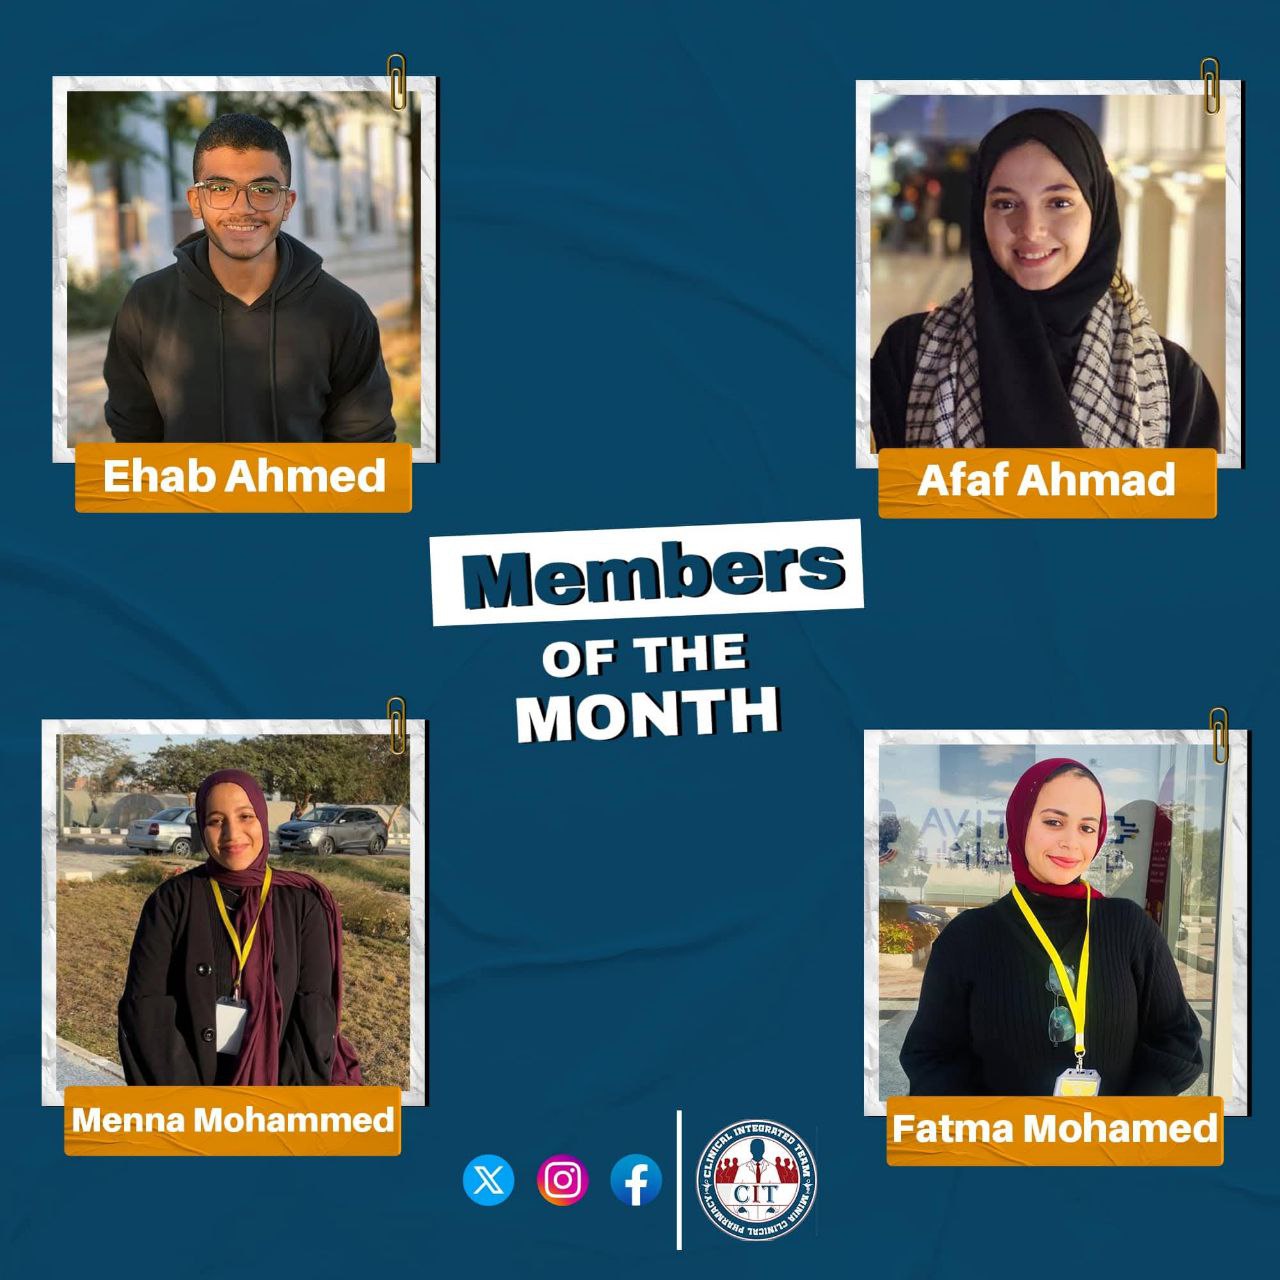 Ehab Ahmed
Afaf Ahmad
Members
OF THE
MONTH
Menna Mohammed
Fatma Mohamed
CLINICAL INTEGRATED TEAM
CIT
MINIA CLINICAL PHARMACY